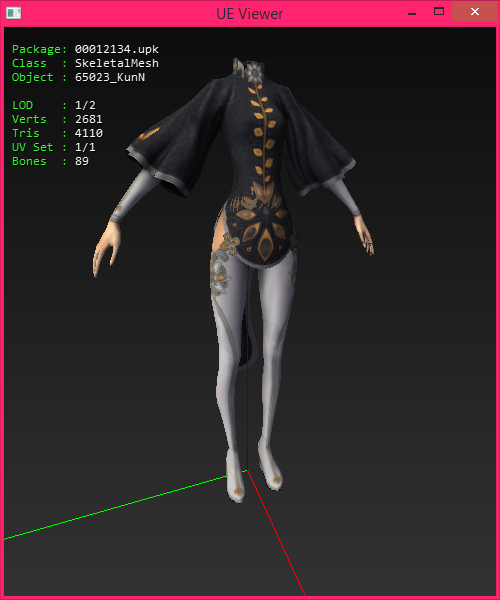 UE Viewer
Package: 00012134.upk
Class : SkeletalMesh
Object : 65023_KunN
LOD : 1/2
Verts : 2681
Tris : 4110
UV Set : 1/1
Bones : 89